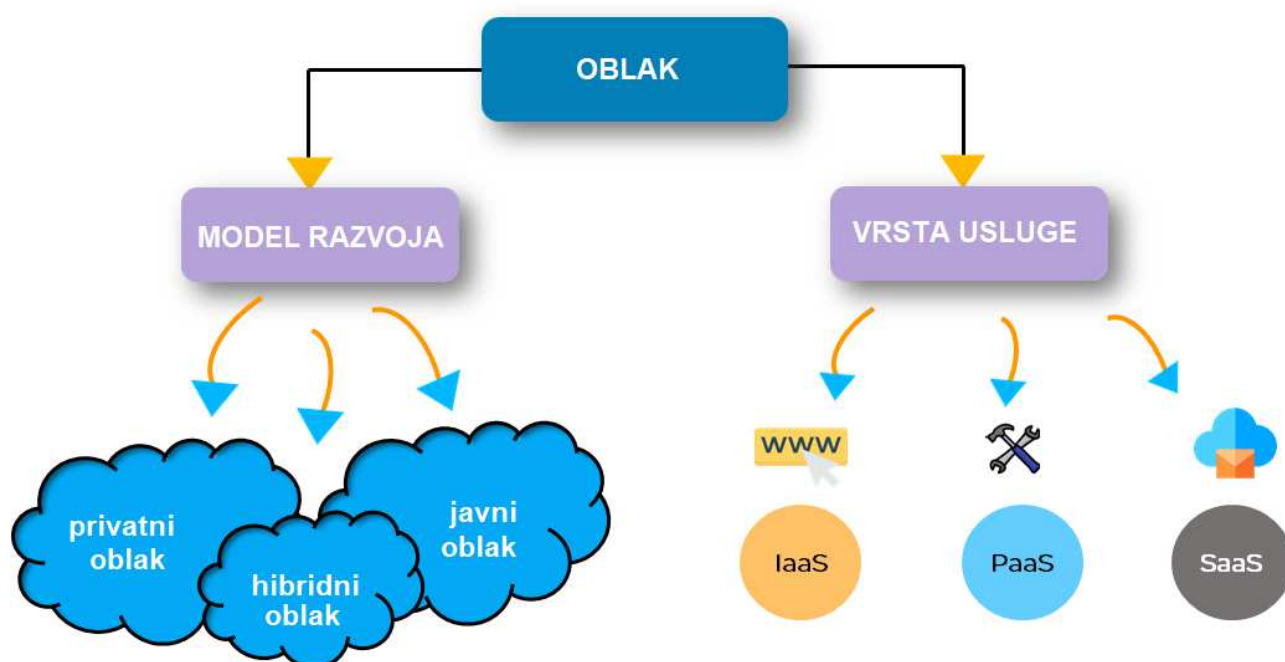 OBLAK
MODEL RAZVOJA
VRSTA USLUGE
privatni
oblak
hibridni
oblak
javni
oblak
www
IaaS
PaaS
SaaS